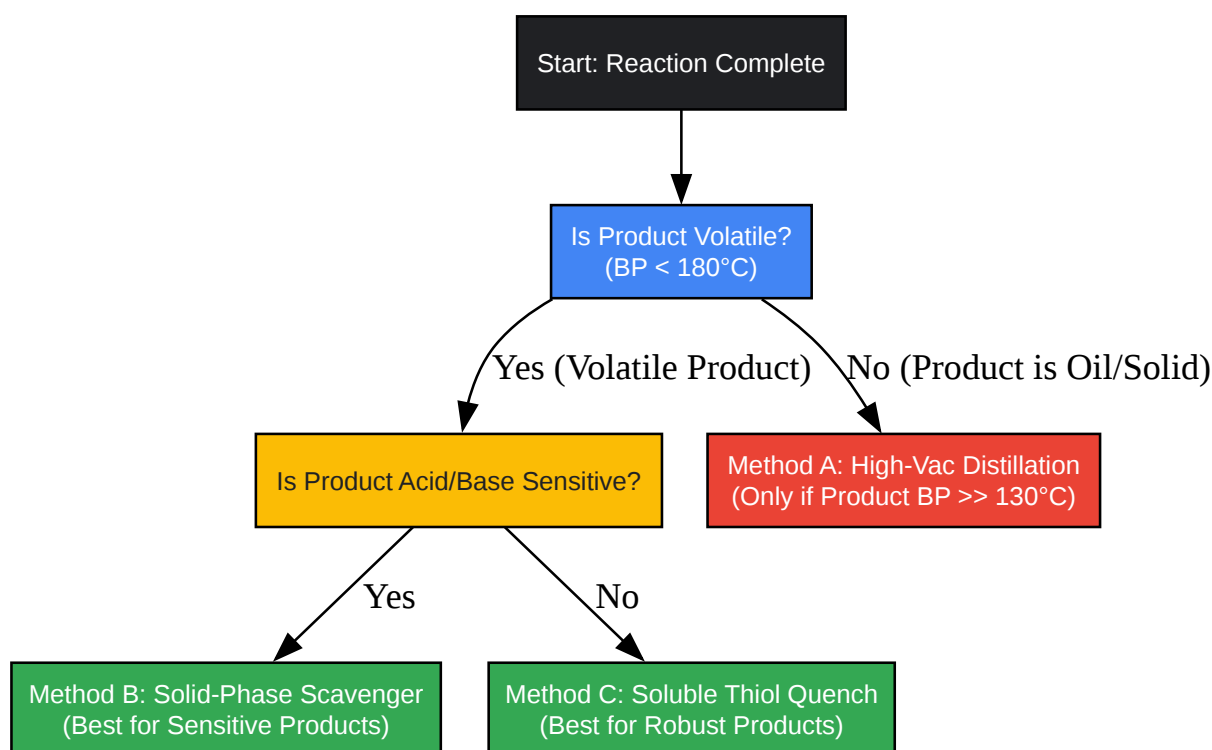 Start: Reaction Complete
Is Product Volatile?
(BP < 180°C)
Yes (Volatile Product)
No (Product is Oil/Solid)
Is Product Acid/Base Sensitive?
Method A: High-Vac Distillation
(Only if Product BP >> 130°C)
Yes
No
Method B: Solid-Phase Scavenger
(Best for Sensitive Products)
Method C: Soluble Thiol Quench
(Best for Robust Products)